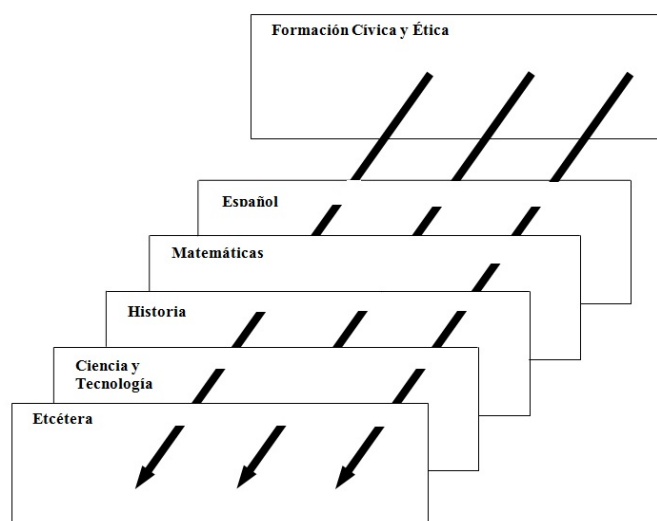 Formación Cívica y Ética
Español
Matemáticas
Historia
Ciencia y
Tecnología
Etcétera